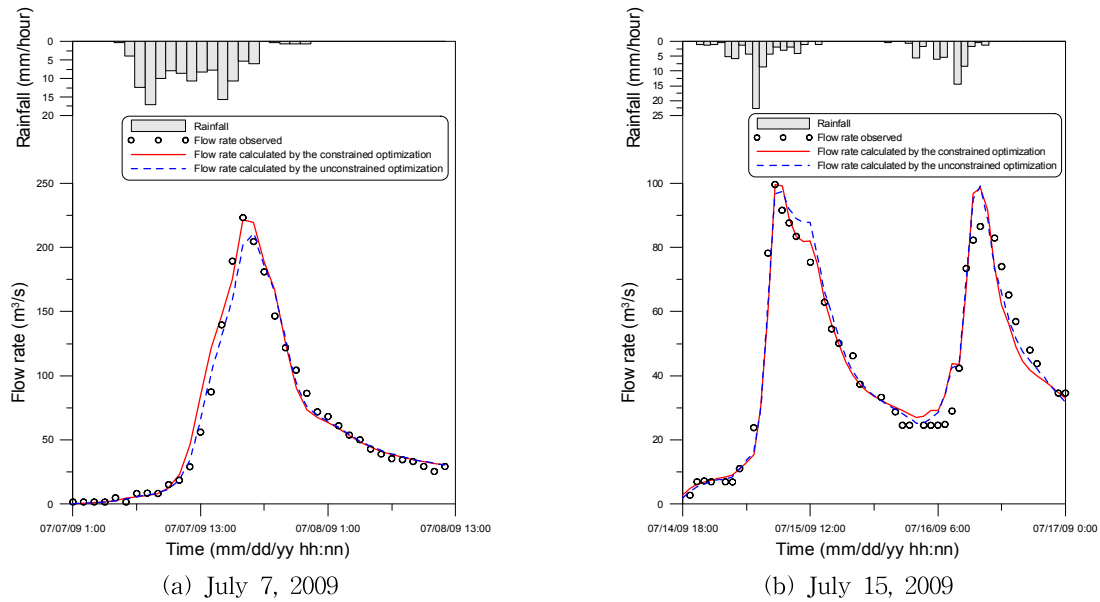 Rainfall (mm/hour)
0
5
10
15
20
Rainfall
Flow rate observed
Flow rate calculated by the constrained optimization
Flow rate calculated by the unconstrained optimization
Flow rate (m³/s)
250
200
150
100
50
0
07/07/09 1:00
07/07/09 13:00
07/08/09 1:00
07/08/09 13:00
Time (mm/dd/yy hh:nn)
(a) July 7, 2009
Rainfall (mm/hour)
0
5
10
15
20
25
Rainfall
Flow rate observed
Flow rate calculated by the constrained optimization
Flow rate calculated by the unconstrained optimization
Flow rate (m³/s)
100
80
60
40
20
0
07/14/09 18:00
07/15/09 12:00
07/16/09 6:00
07/17/09 0:00
Time (mm/dd/yy hh:nn)
(b) July 15, 2009